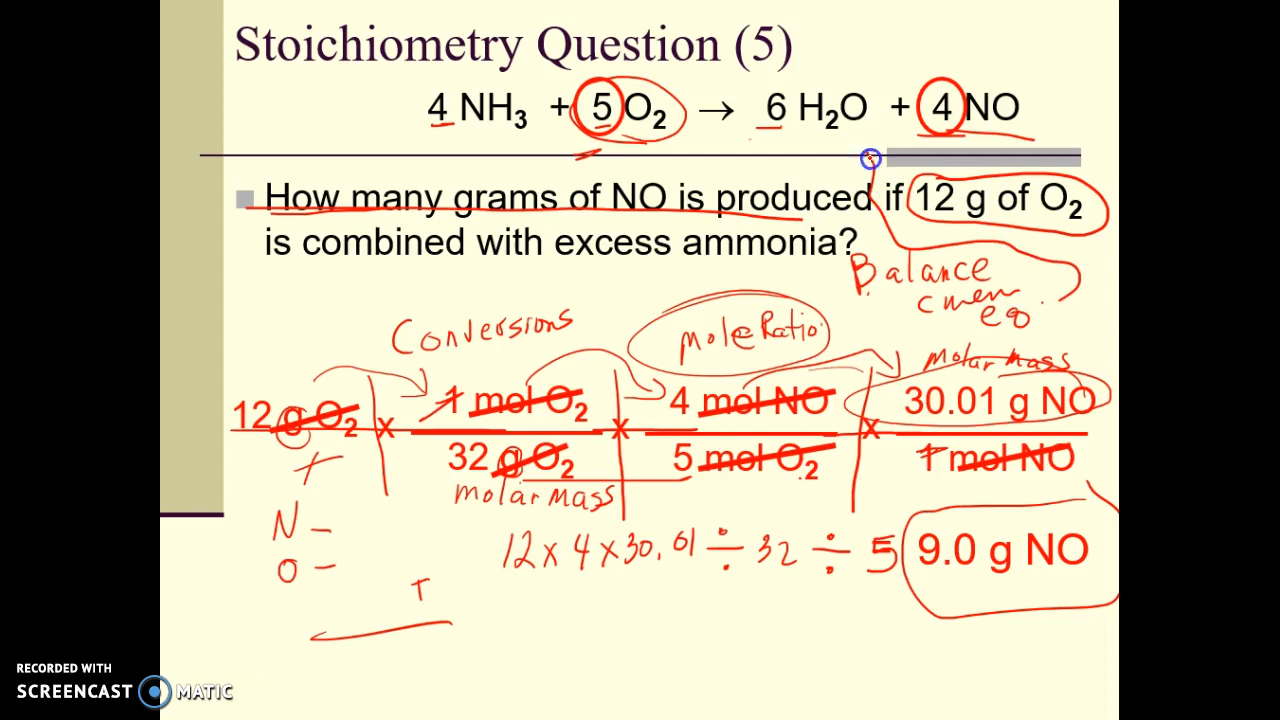 Stoichiometry Question (5)
4 NH₃ + 5 O₂ → 6 H₂O + 4 NO
How many grams of NO is produced if 12 g of O₂
is combined with excess ammonia?
Balance
chem
eq
Conversions
mole Ratio
Molar Mass
12 g O₂ x 1 mol O₂ x 4 mol NO x 30.01 g NO
32 g O₂ 5 mol O₂ 1 mol NO
molar mass
N –
O –
12 x 4 x 30.01 ÷ 32 ÷ 5 9.0 g NO
RECORDED WITH
SCREENCAST MATIC